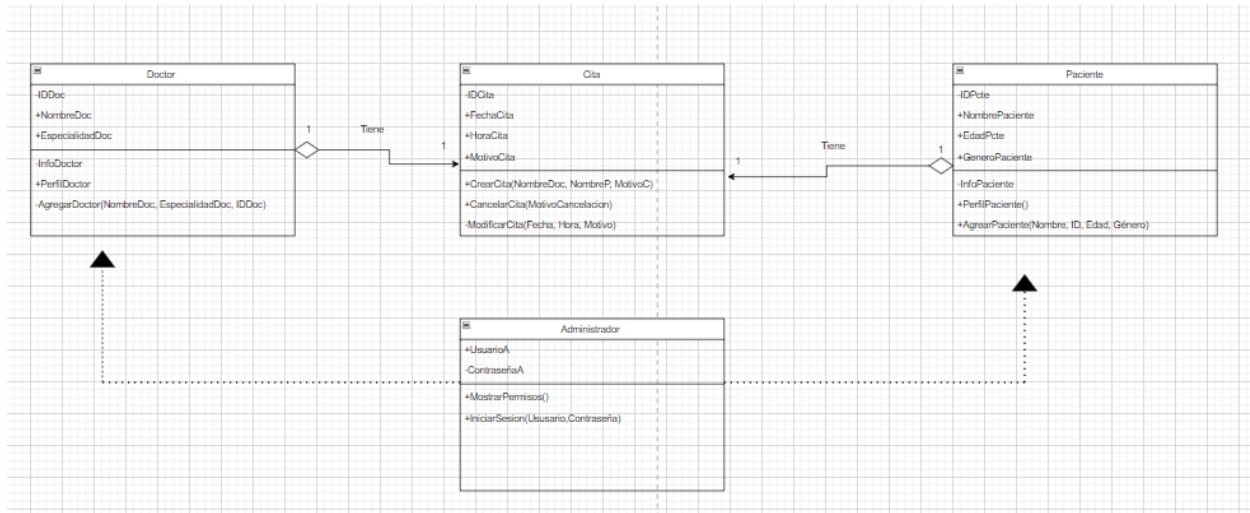 Doctor
-IDDoc
+NombreDoc
+EspecialidadDoc
-InfoDoctor
+PerfilDoctor
-AgregarDoctor(NombreDoc, EspecialidadDoc, IDDoc)
1
Tiene
1
Cita
-IDCita
+FechaCita
+HoraCita
+MotivoCita
+CrearCita(NombreDoc, NombreP, MotivoC)
+CancelarCita(MotivoCancelacion)
-ModificarCita(Fecha, Hora, Motivo)
1
Tiene
1
Paciente
-IDPcte
+NombrePaciente
+EdadPcte
+GeneroPaciente
-InfoPaciente
+PerfilPaciente()
+AgrearPaciente(Nombre, ID, Edad, Género)
Administrador
+UsuarioA
-ContraseñaA
+MostrarPermisos()
+IniciarSesion(Ususario,Contraseña)